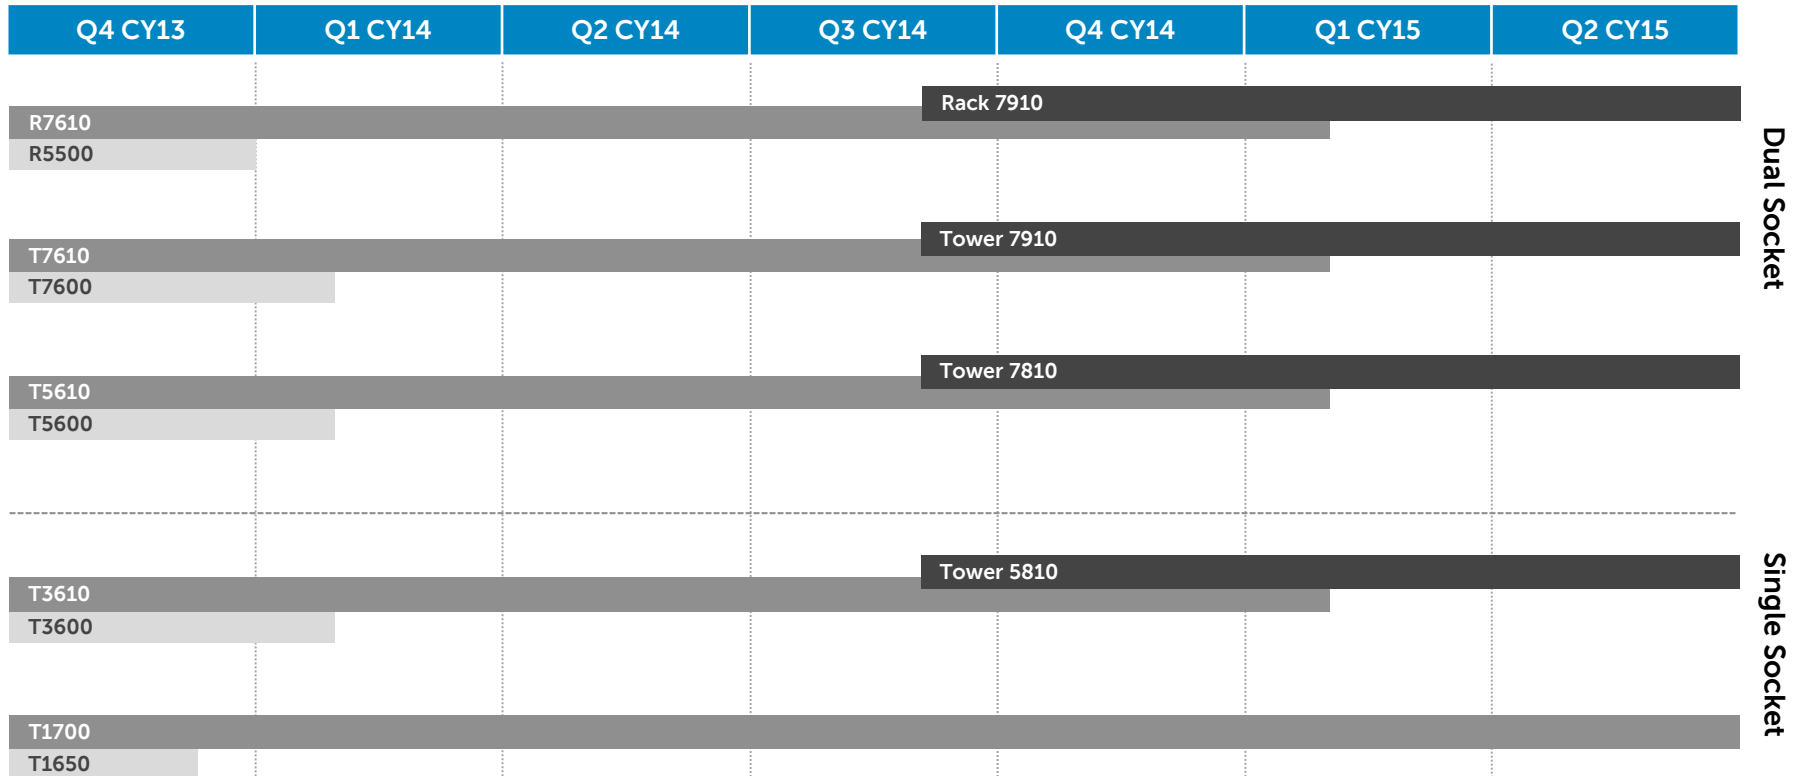 Q4 CY13
Q1 CY14
Q2 CY14
Q3 CY14
Q4 CY14
Q1 CY15
Q2 CY15
Rack 7910
R7610
R5500
Tower 7910
T7610
T7600
Tower 7810
T5610
T5600
Dual Socket
Tower 5810
T3610
T3600
T1700
T1650
Single Socket